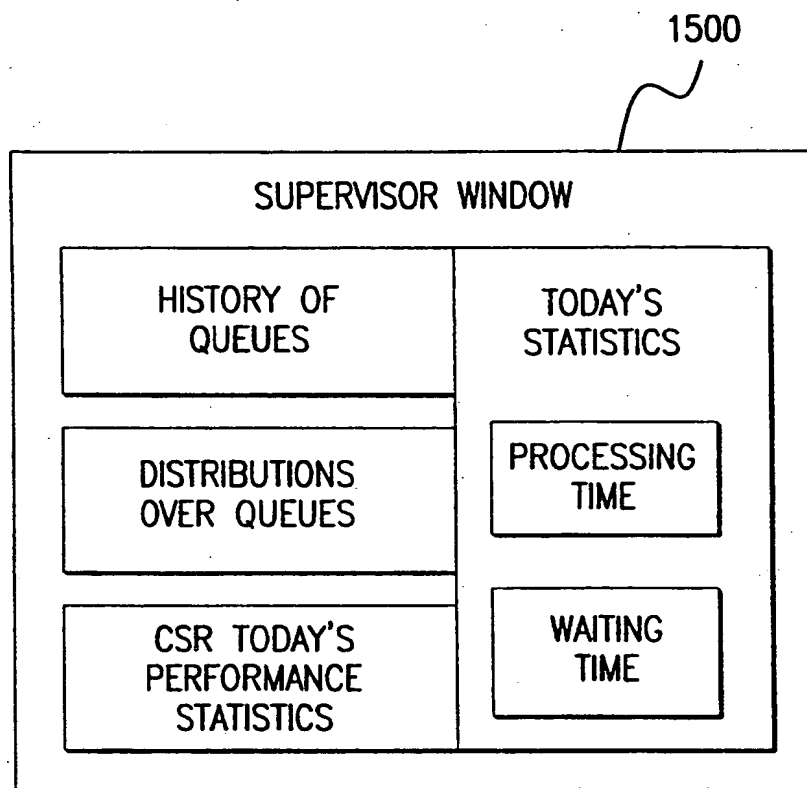 1500
SUPERVISOR WINDOW
HISTORY OF
QUEUES
DISTRIBUTIONS
OVER QUEUES
CSR TODAY'S
PERFORMANCE
STATISTICS
TODAY'S
STATISTICS
PROCESSING
TIME
WAITING
TIME